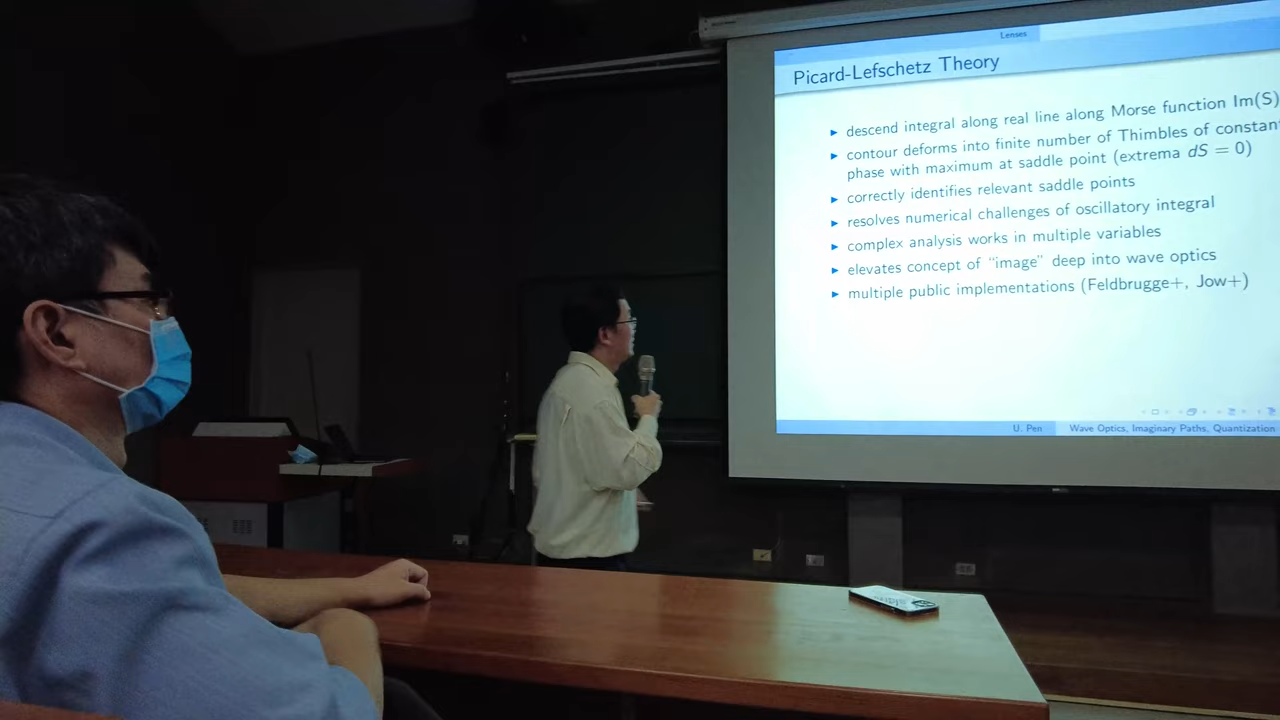 Lenses
Picard-Lefschetz Theory
descend integral along real line along Morse function Im(S)
contour deforms into finite number of Thimbles of constan
phase with maximum at saddle point (extrema dS = 0)
correctly identifies relevant saddle points
resolves numerical challenges of oscillatory integral
complex analysis works in multiple variables
elevates concept of "image" deep into wave optics
multiple public implementations (Feldbrugge+, Jow+)
U. Pen Wave Optics, Imaginary Paths, Quantization